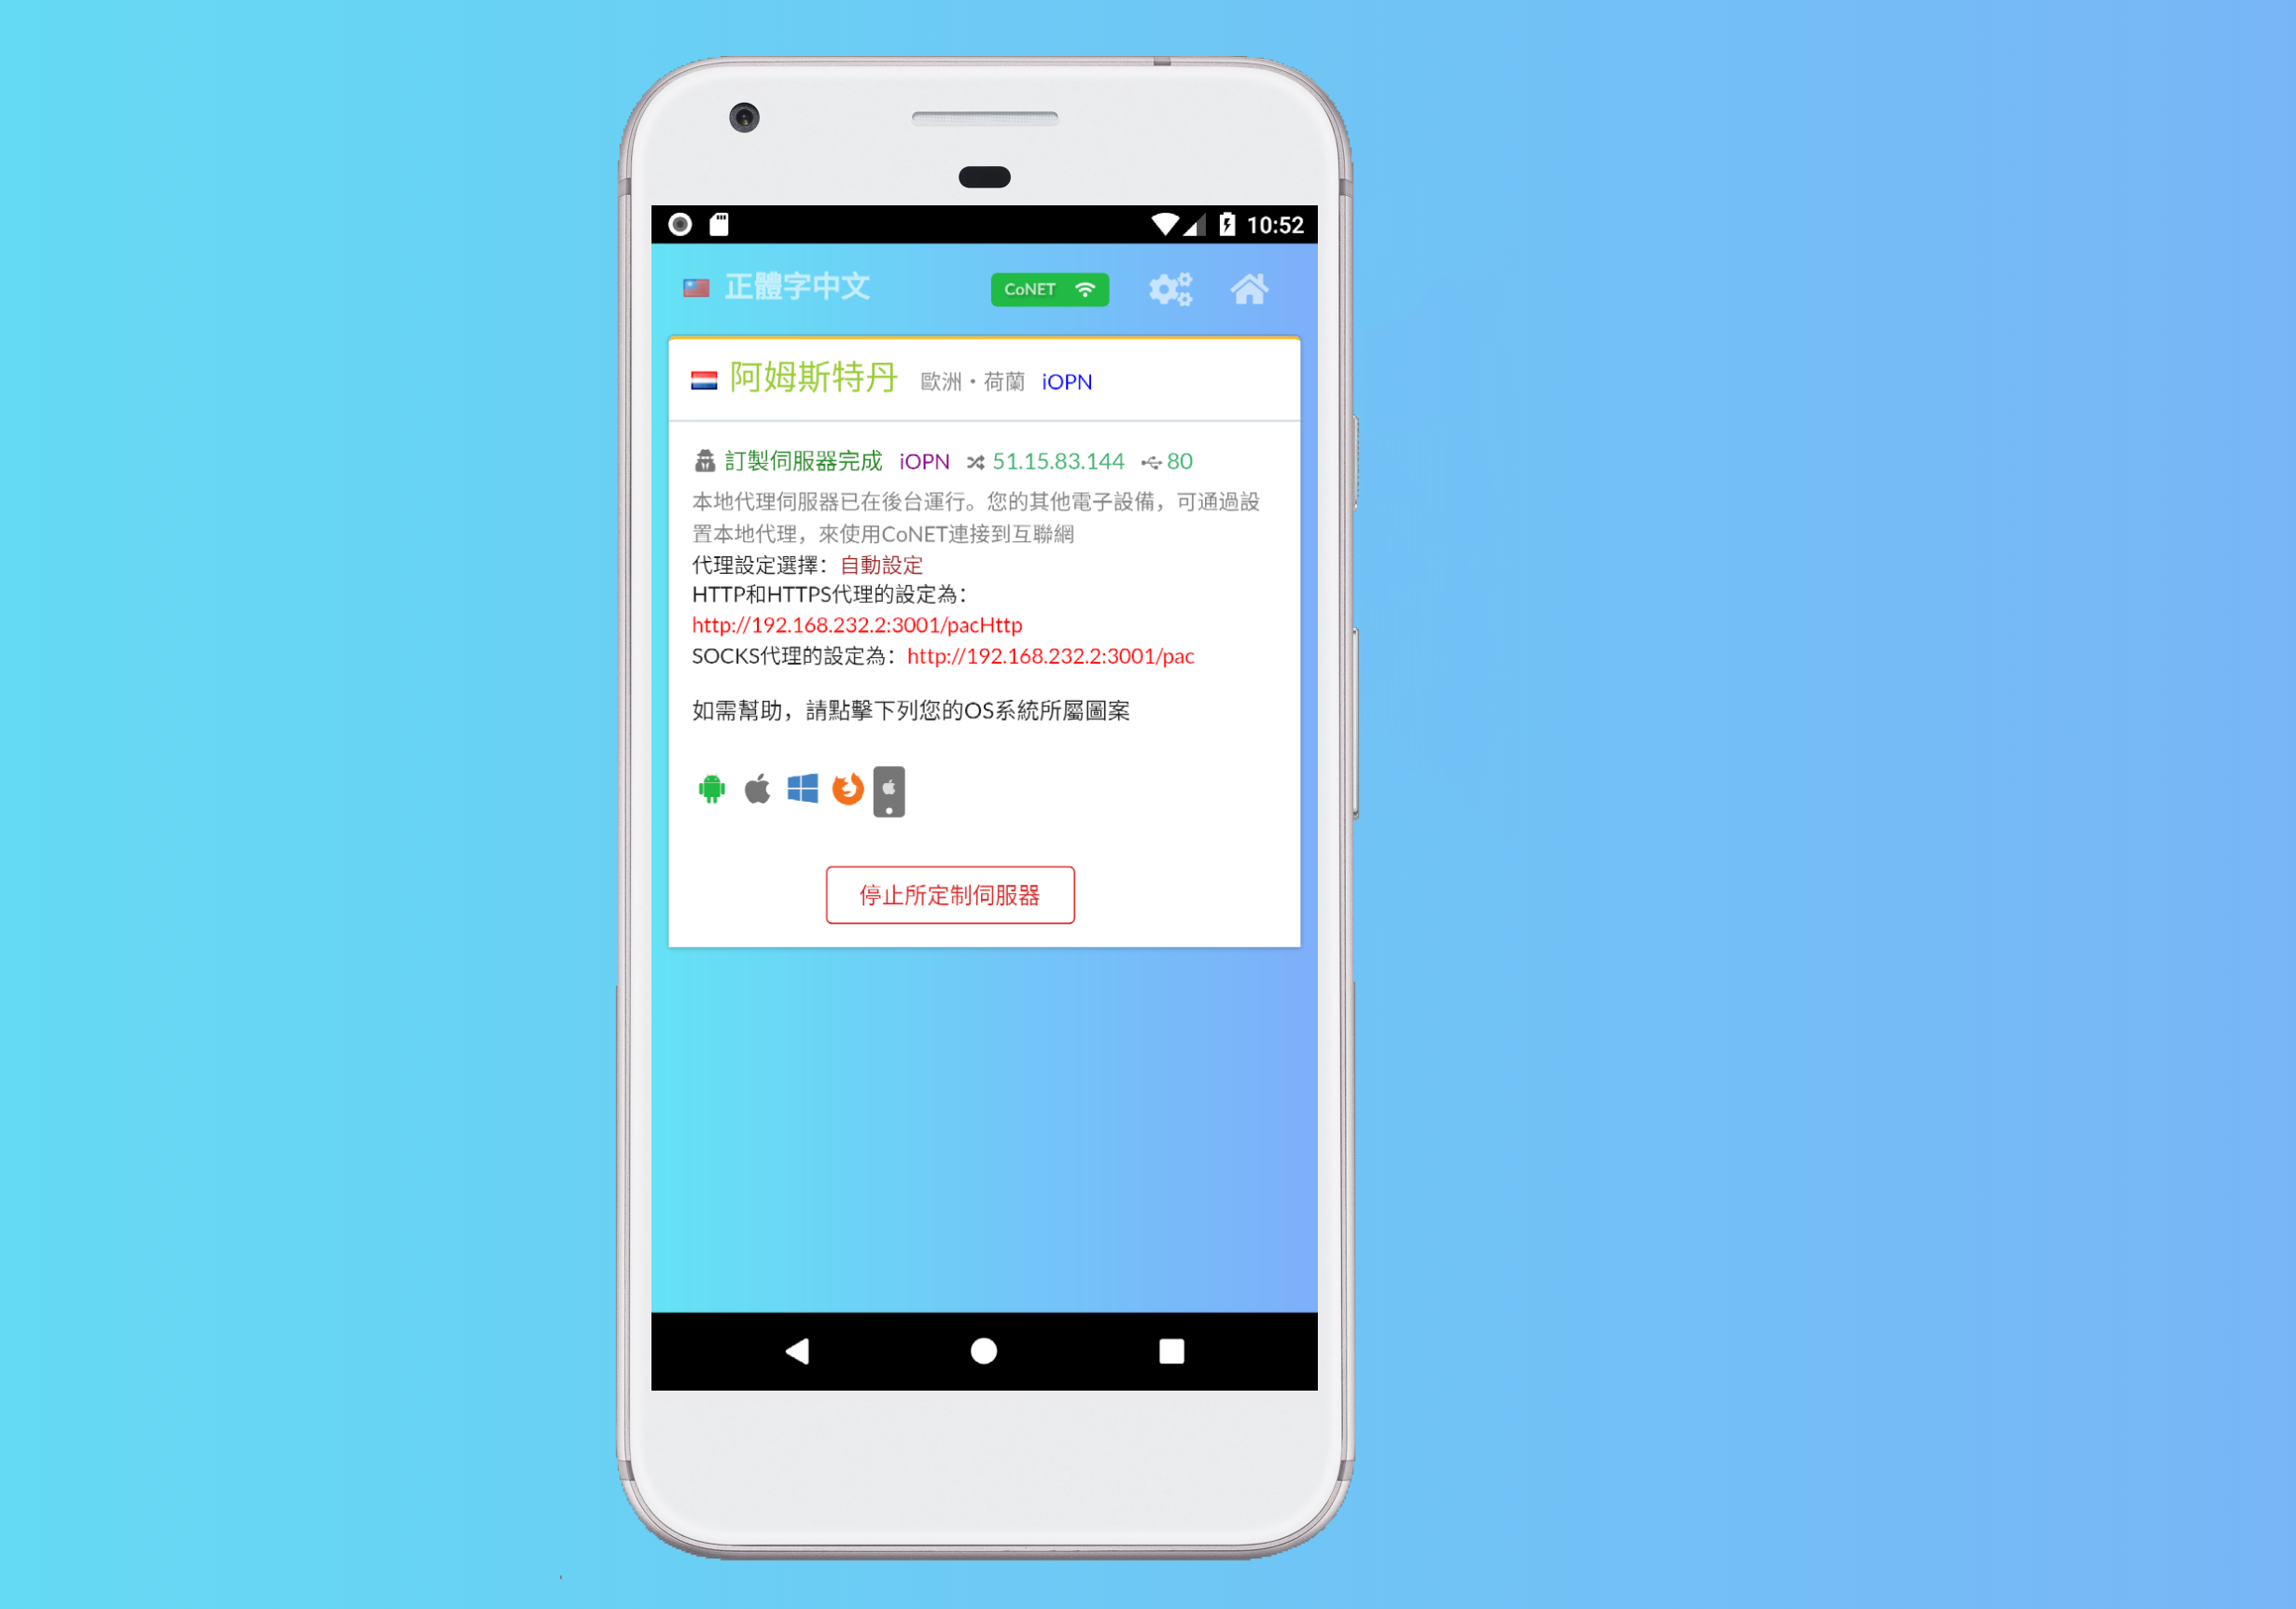 10:52
正體字中文 CoNET
阿姆斯特丹 歐洲・荷蘭 iOPN
訂製伺服器完成 iOPN 51.15.83.144 80
本地代理伺服器已在後台運行。您的其他電子設備，可通過設
置本地代理，來使用CoNET連接到互聯網
代理設定選擇：自動設定
HTTP和HTTPS代理的設定為：
http://192.168.232.2:3001/pacHttp
SOCKS代理的設定為：http://192.168.232.2:3001/pac
如需幫助，請點擊下列您的OS系統所屬圖案
停止所定制伺服器